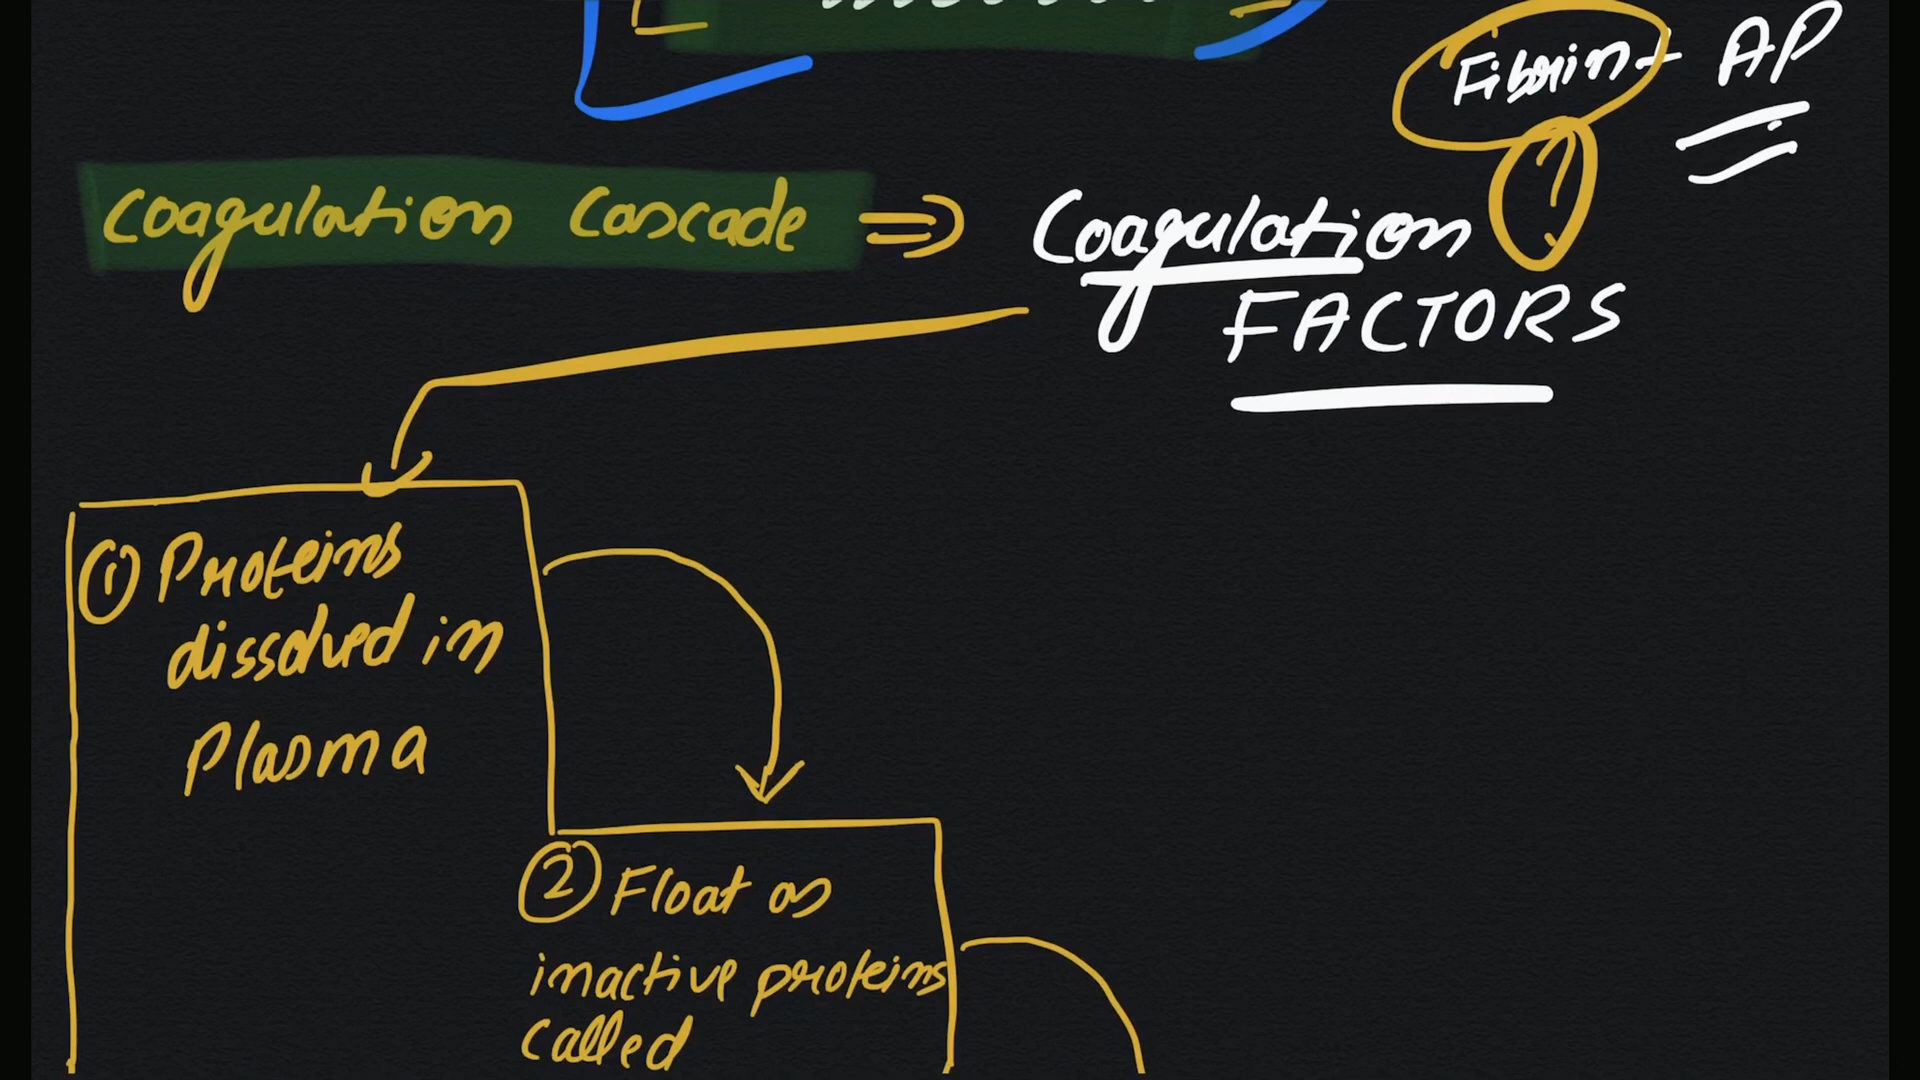 Fibrin + AP
Coagulation Cascade ⇒ Coagulation
FACTORS
① Proteins
dissolved in
Plasma
② Float as
inactive proteins
called